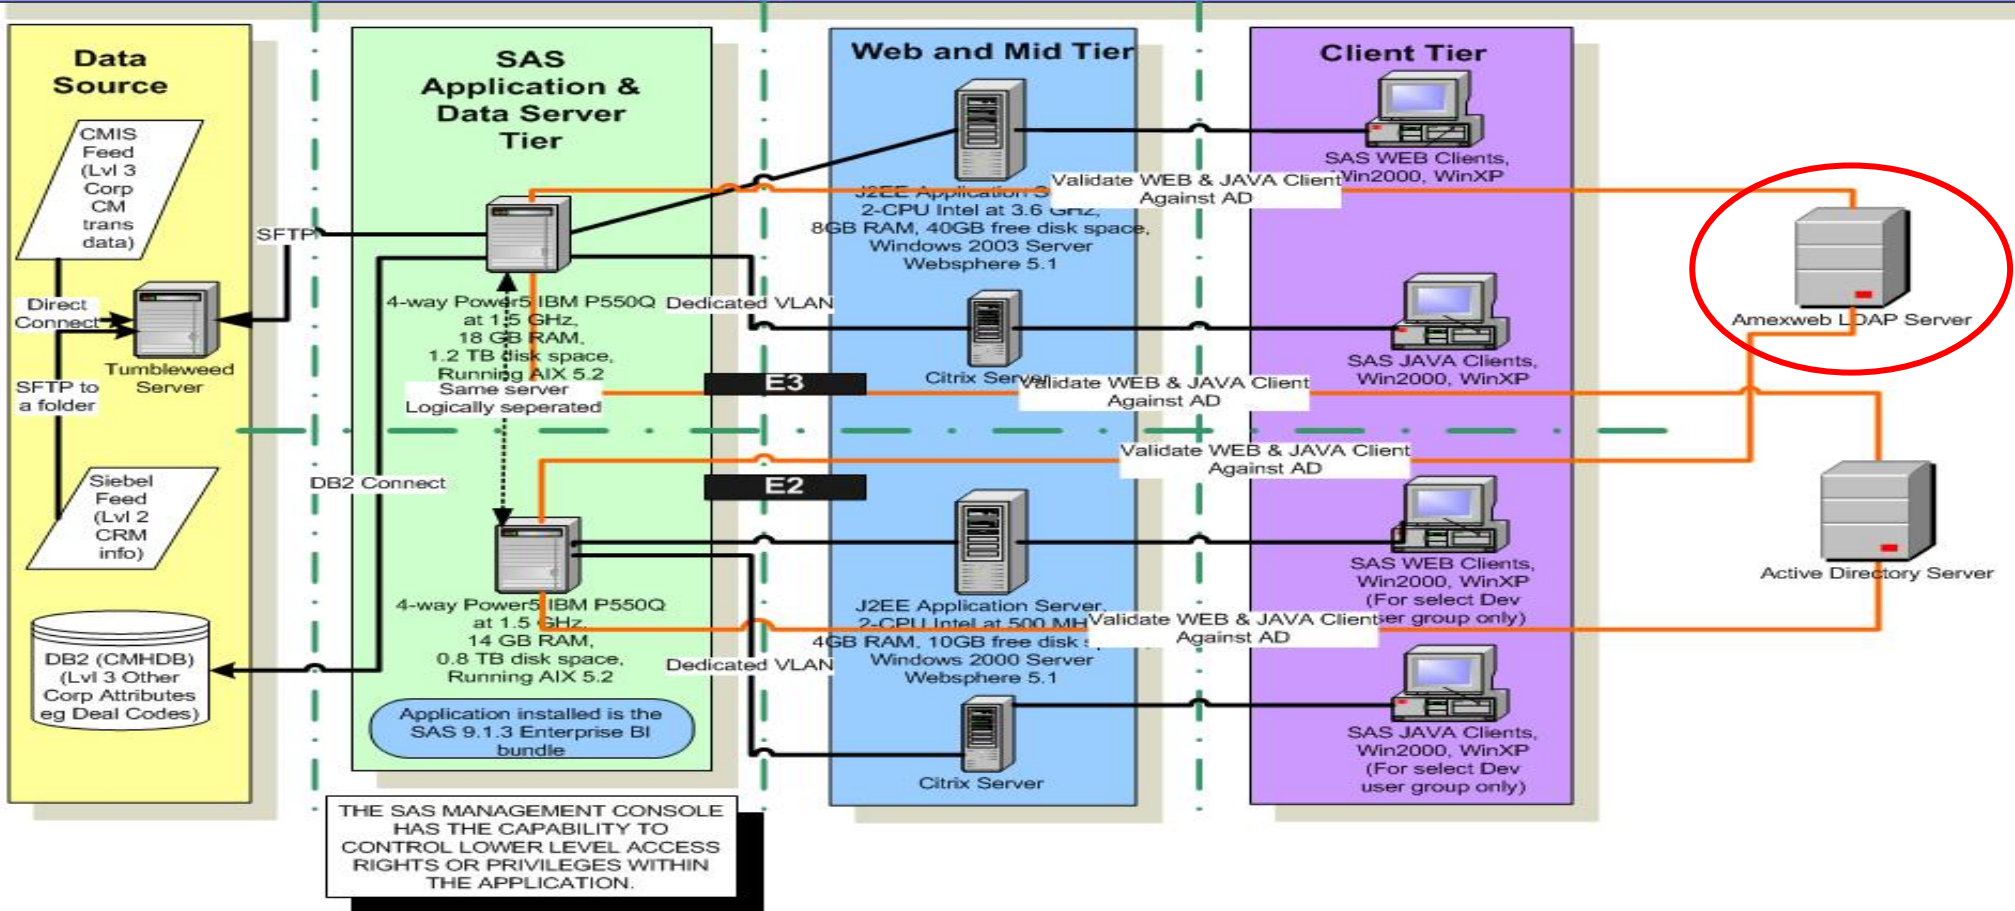 Data
Source
CMIS
Feed
(Lvl 3
Corp
CM
trans
data)
SFTP
Direct
Connect
Tumbleweed
Server
SFTP to
a folder
Siebel
Feed
(Lvl 2
CRM
info)
DB2 Connect
DB2 (CMHDB)
(Lvl 3 Other
Corp Attributes
eg Deal Codes)
SAS
Application &
Data Server
Tier
4-way Power5 IBM P550Q
at 1.5 GHz,
18 GB RAM,
1.2 TB disk space,
Running AIX 5.2
Same server
Logically seperated
4-way Power5 IBM P550Q
at 1.5 GHz,
14 GB RAM,
0.8 TB disk space,
Running AIX 5.2
Application installed is the
SAS 9.1.3 Enterprise BI
bundle
THE SAS MANAGEMENT CONSOLE
HAS THE CAPABILITY TO
CONTROL LOWER LEVEL ACCESS
RIGHTS OR PRIVILEGES WITHIN
THE APPLICATION.
Dedicated VLAN
E3
E2
Dedicated VLAN
Web and Mid Tier
J2EE Application
2-CPU Intel at 3.6 GHz,
8GB RAM, 40GB free disk space,
Windows 2003 Server
Websphere 5.1
Citrix Server
J2EE Application Server,
2-CPU Intel at 500
4GB RAM, 10GB free disk
Windows 2000 Server
Websphere 5.1
Citrix Server
Validate WEB & JAVA Client
Against AD
Validate WEB & JAVA Client
Against AD
Validate WEB & JAVA Client
Against AD
Validate WEB & JAVA Client
Against AD
Client Tier
SAS WEB Clients,
Win2000, WinXP
SAS JAVA Clients,
Win2000, WinXP
SAS WEB Clients,
Win2000, WinXP
(For select Dev
user group only)
SAS JAVA Clients,
Win2000, WinXP
(For select Dev
user group only)
Amexweb LDAP Server
Active Directory Server